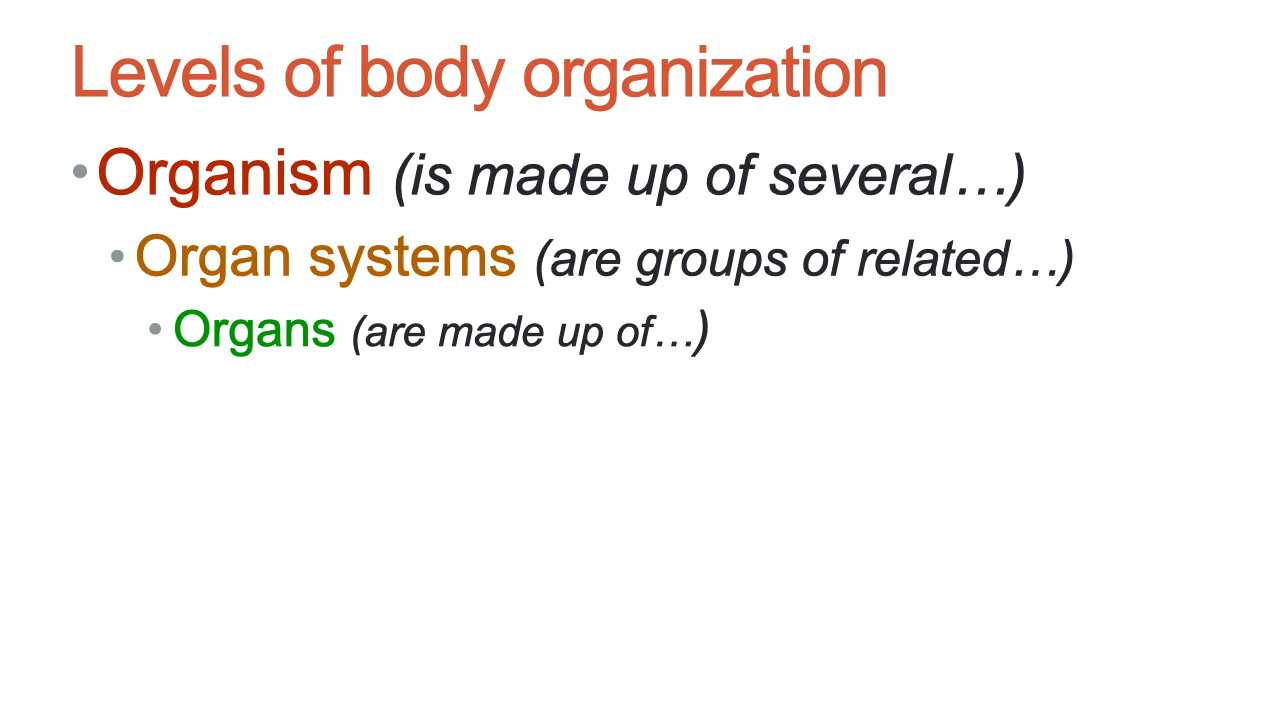 Levels of body organization
• Organism (is made up of several…)
• Organ systems (are groups of related…)
• Organs (are made up of…)